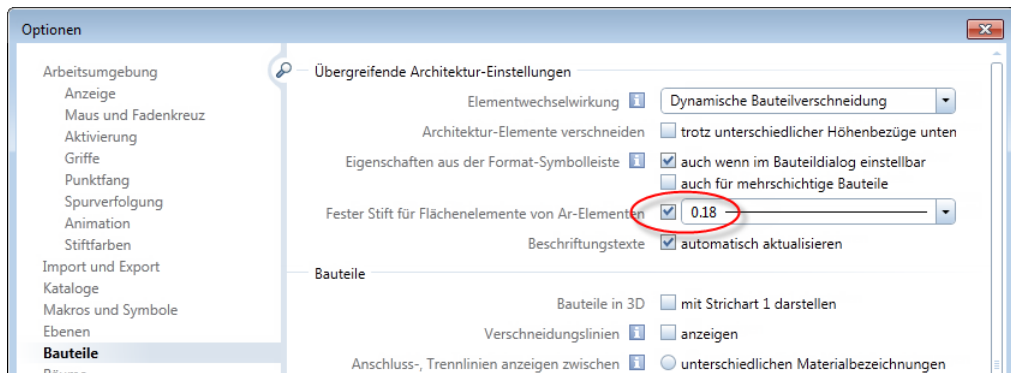 Optionen
Arbeitsumgebung
Anzeige
Maus und Fadenkreuz
Aktivierung
Griffe
Punktfang
Spurverfolgung
Animation
Stiftfarben
Import und Export
Kataloge
Makros und Symbole
Ebenen
Bauteile
Räume
Übergreifende Architektur-Einstellungen
Elementwechselwirkung Dynamische Bauteilverschneidung
Architektur-Elemente verschneiden trotz unterschiedlicher Höhenbezüge unten
Eigenschaften aus der Format-Symbolleiste auch wenn im Bauteildialog einstellbar
auch für mehrschichtige Bauteile
Fester Stift für Flächenelemente von Ar-Elementen 0.18
Beschriftungstexte automatisch aktualisieren
Bauteile
Bauteile in 3D mit Strichart 1 darstellen
Verschneidungslinien anzeigen
Anschluss-, Trennlinien anzeigen zwischen unterschiedlichen Materialbezeichnungen